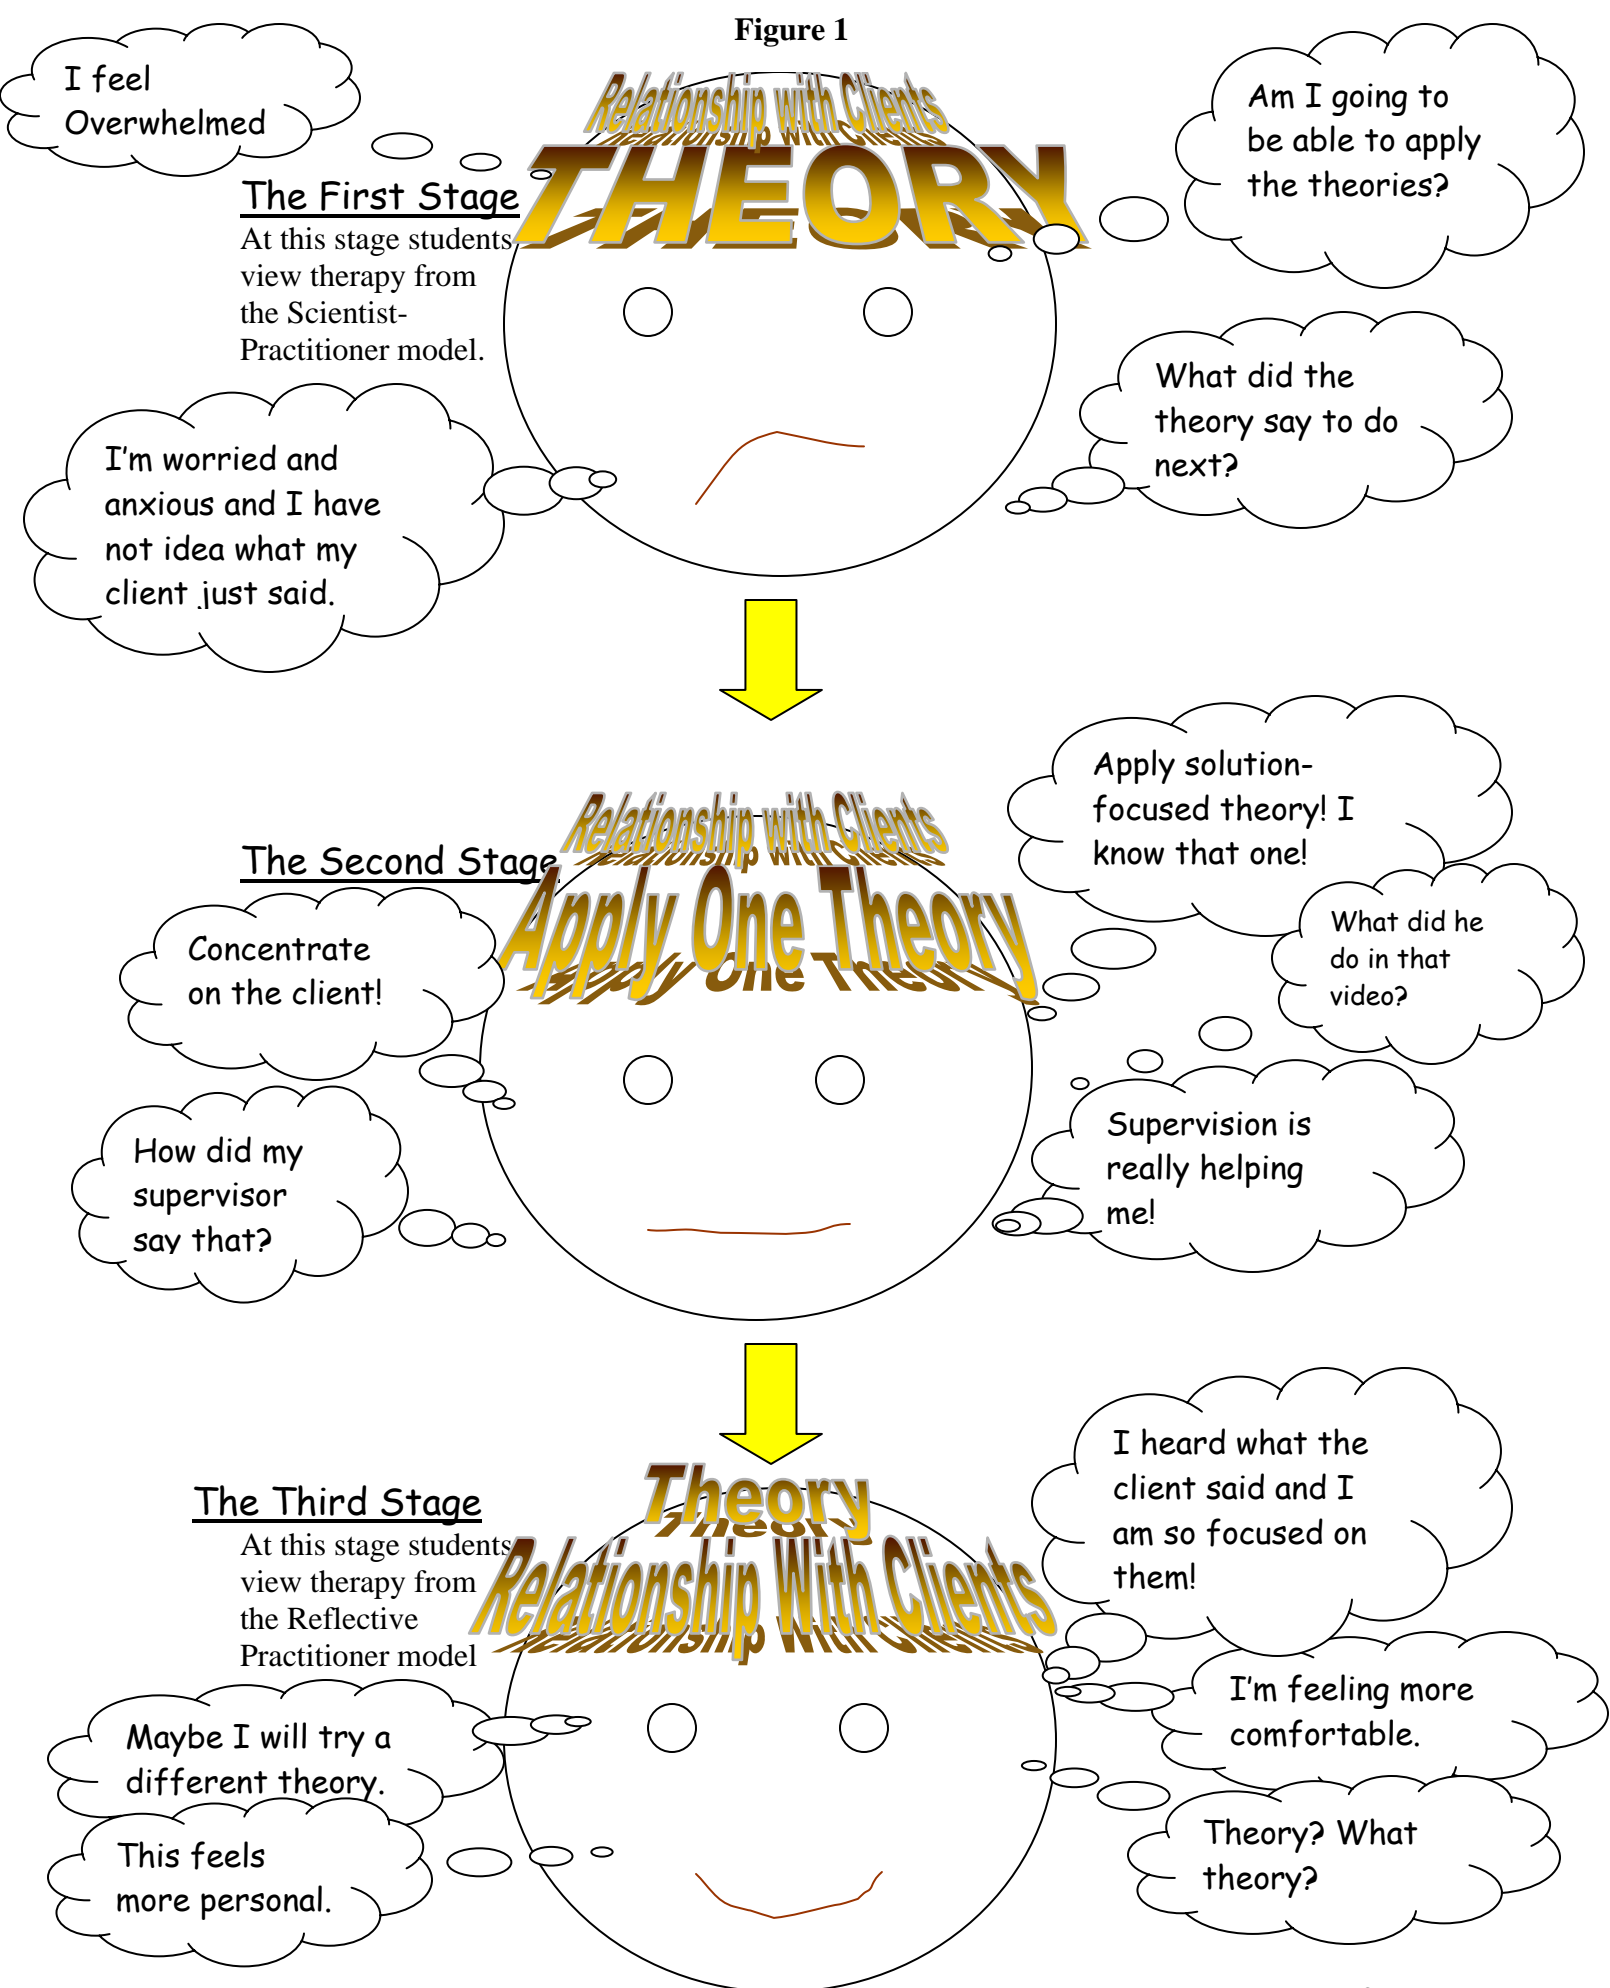 Figure 1
I feel
Overwhelmed
Relationship with Clients
THEORY
Am I going to
be able to apply
the theories?
The First Stage
At this stage students
view therapy from
the Scientist-
Practitioner model.
What did the
theory say to do
next?
I'm worried and
anxious and I have
not idea what my
client just said.
Apply solution-
focused theory! I
know that one!
Relationship with Clients
The Second Stage
Apply One Theory
What did he
do in that
video?
Concentrate
on the client!
Supervision is
really helping
me!
How did my
supervisor
say that?
I heard what the
client said and I
am so focused on
them!
Theory
The Third Stage
Relationship With Clients
At this stage students
view therapy from
the Reflective
Practitioner model
I'm feeling more
comfortable.
Maybe I will try a
different theory.
Theory? What
theory?
This feels
more personal.